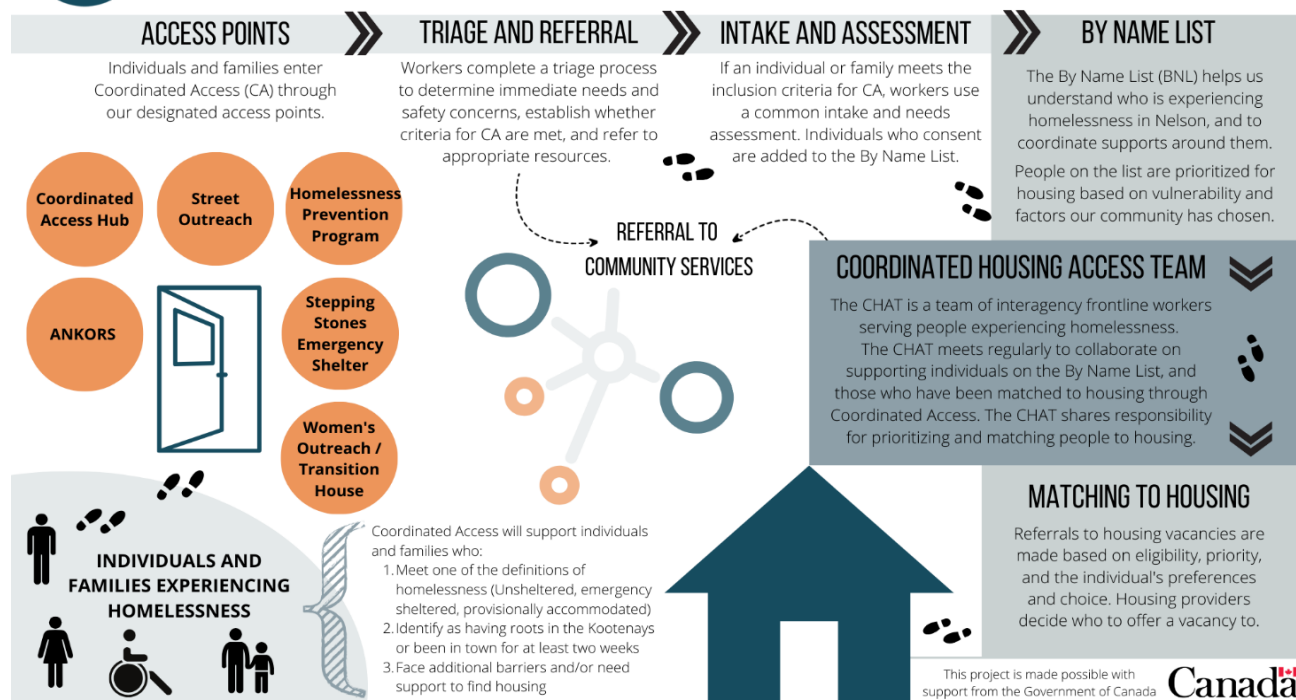 ACCESS POINTS
Individuals and families enter
Coordinated Access (CA) through
our designated access points.
TRIAGE AND REFERRAL
Workers complete a triage process
to determine immediate needs and
safety concerns, establish whether
criteria for CA are met, and refer to
appropriate resources.
INTAKE AND ASSESSMENT
If an individual or family meets the
inclusion criteria for CA, workers use
a common intake and needs
assessment. Individuals who consent
are added to the By Name List.
BY NAME LIST
The By Name List (BNL) helps us
understand who is experiencing
homelessness in Nelson, and to
coordinate supports around them.
People on the list are prioritized for
housing based on vulnerability and
factors our community has chosen.
Coordinated
Access Hub
Street
Outreach
Homelessness
Prevention
Program
ANKORS
Stepping
Stones
Emergency
Shelter
Women's
Outreach /
Transition
House
REFERRAL TO
COMMUNITY SERVICES
COORDINATED HOUSING ACCESS TEAM
The CHAT is a team of interagency frontline workers
serving people experiencing homelessness.
The CHAT meets regularly to collaborate on
supporting individuals on the By Name List, and
those who have been matched to housing through
Coordinated Access. The CHAT shares responsibility
for prioritizing and matching people to housing.
MATCHING TO HOUSING
Referrals to housing vacancies are
made based on eligibility, priority,
and the individual's preferences
and choice. Housing providers
decide who to offer a vacancy to.
INDIVIDUALS AND
FAMILIES EXPERIENCING
HOMELESSNESS
Coordinated Access will support individuals
and families who:
1. Meet one of the definitions of
homelessness (Unsheltered, emergency
sheltered, provisionally accommodated)
2. Identify as having roots in the Kootenays
or been in town for at least two weeks
3. Face additional barriers and/or need
support to find housing
This project is made possible with
support from the Government of Canada
Canada